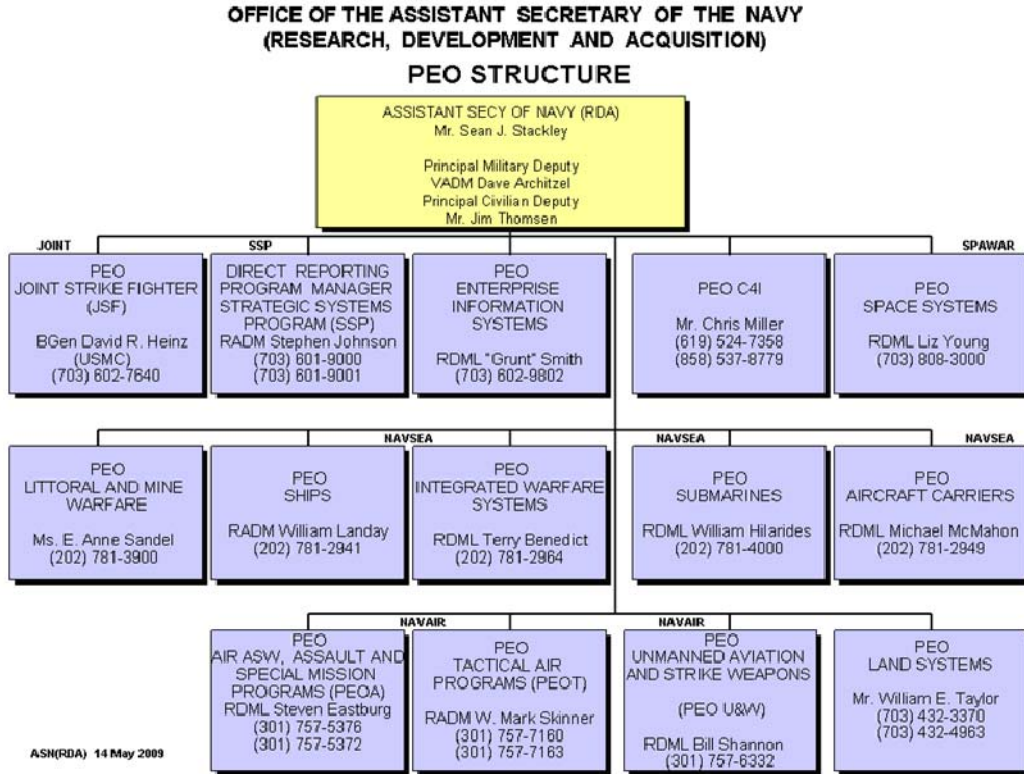 OFFICE OF THE ASSISTANT SECRETARY OF THE NAVY
(RESEARCH, DEVELOPMENT AND ACQUISITION)
PEO STRUCTURE
ASSISTANT SECY OF NAVY (RDA)
Mr. Sean J. Stackley
Principal Military Deputy
VADM Dave Architzel
Principal Civilian Deputy
Mr. Jim Thomsen
JOINT
PEO
JOINT STRIKE FIGHTER
(JSF)
BGen David R. Heinz
(USMC)
(703) 602-7640
SSP
DIRECT REPORTING
PROGRAM MANAGER
STRATEGIC SYSTEMS
PROGRAM (SSP)
RADM Stephen Johnson
(703) 601-9000
(703) 601-9001
PEO
ENTERPRISE
INFORMATION
SYSTEMS
RDML "Grunt" Smith
(703) 602-9802
PEO C4I
Mr. Chris Miller
(619) 524-7358
(858) 537-8779
SPAWAR
PEO
SPACE SYSTEMS
RDML Liz Young
(703) 808-3000
PEO
LITTORAL AND MINE
WARFARE
Ms. E. Anne Sandel
(202) 781-3900
PEO
SHIPS
RADM William Landay
(202) 781-2941
NAVSEA
PEO
INTEGRATED WARFARE
SYSTEMS
RDML Terry Benedict
(202) 781-2964
NAVSEA
PEO
SUBMARINES
RDML William Hilarides
(202) 781-4000
NAVSEA
PEO
AIRCRAFT CARRIERS
RDML Michael McMahon
(202) 781-2949
PEO
AIR ASW, ASSAULT AND
SPECIAL MISSION
PROGRAMS (PEOA)
RDML Steven Eastburg
(301) 757-5376
(301) 757-5372
NAVAIR
PEO
TACTICAL AIR
PROGRAMS (PEOT)
RADM W. Mark Skinner
(301) 757-7160
(301) 757-7163
NAVAIR
PEO
UNMANNED AVIATION
AND STRIKE WEAPONS
(PEO U&W)
RDML Bill Shannon
(301) 757-6332
PEO
LAND SYSTEMS
Mr. William E. Taylor
(703) 432-3370
(703) 432-4963
ASN(RDA) 14 May 2009